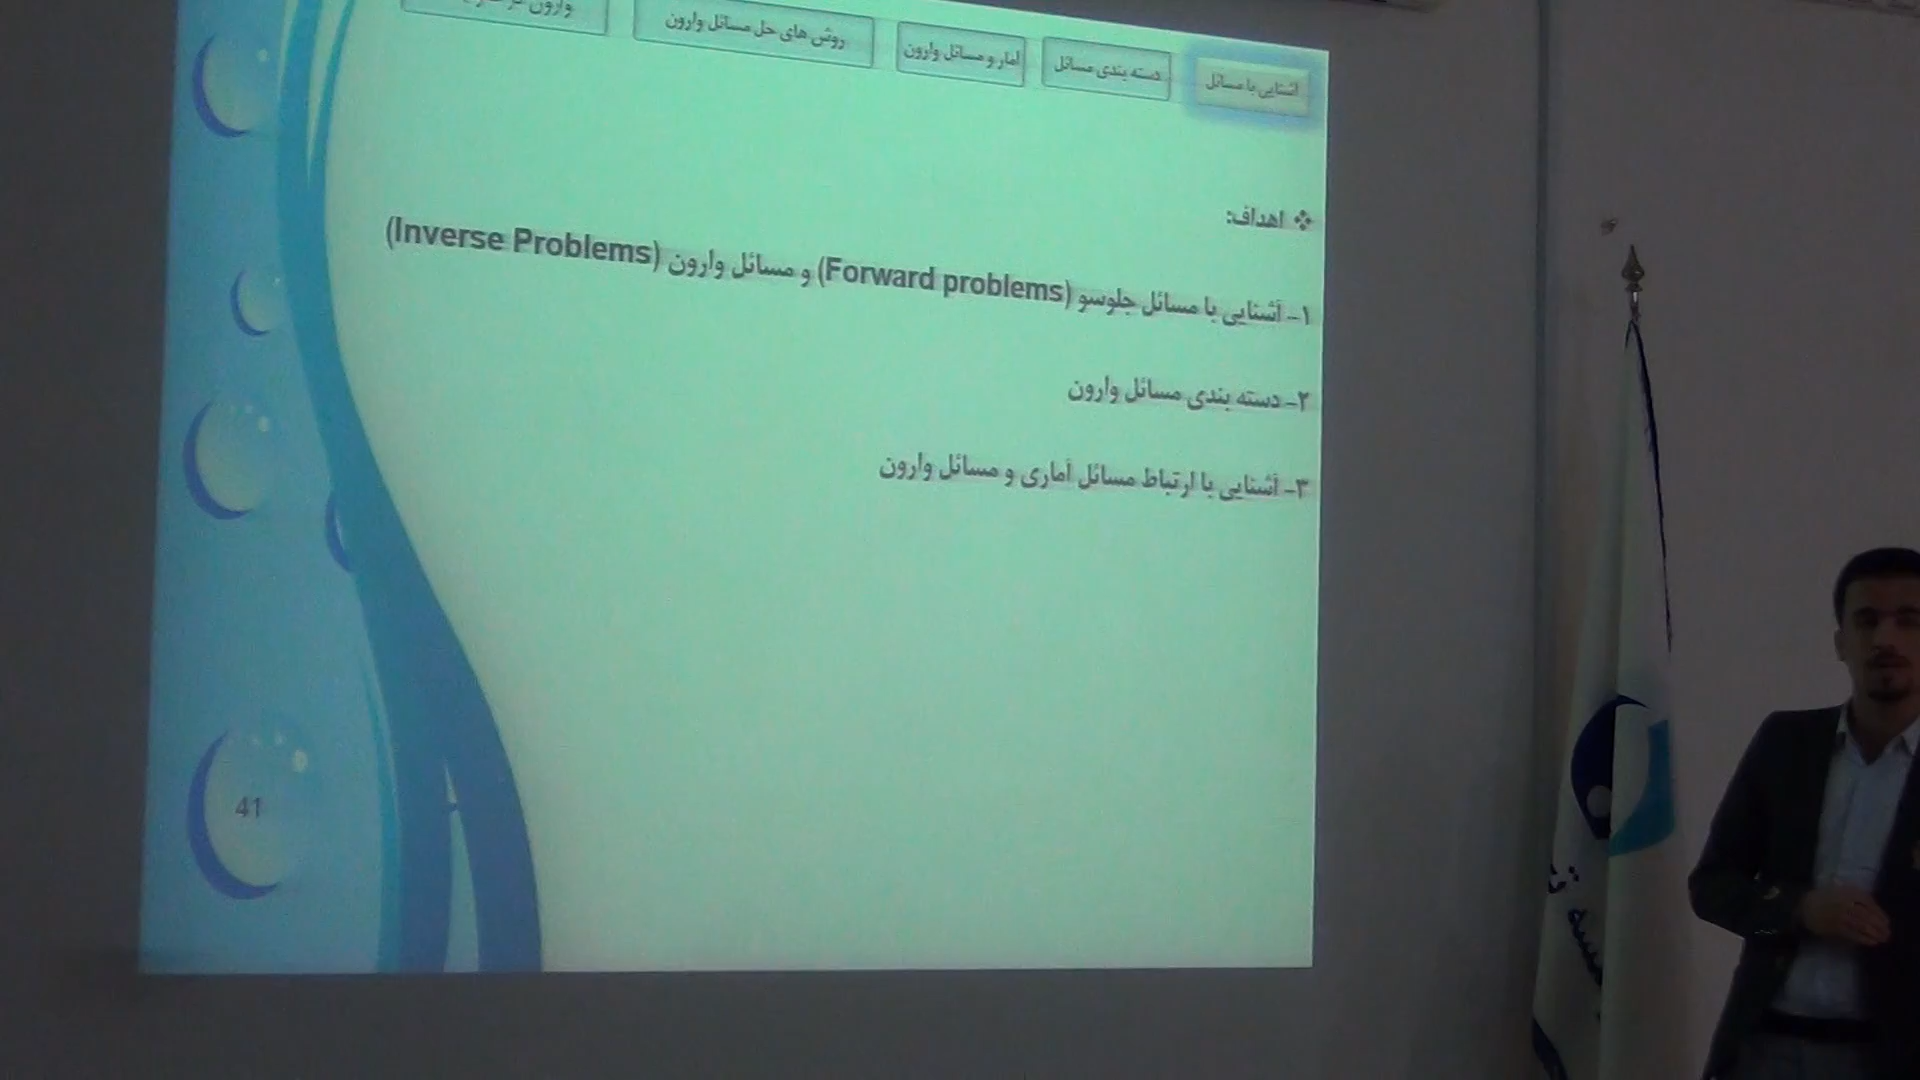 آشنایی با مسائل
دسته بندی مسائل
آمار و مسائل وارون
روش های حل مسائل وارون
وارون
❖ اهداف:
۱- آشنایی با مسائل جلوسو (Forward problems) و مسائل وارون (Inverse Problems)
۲- دسته بندی مسائل وارون
۳- آشنایی با ارتباط مسائل آماری و مسائل وارون
41